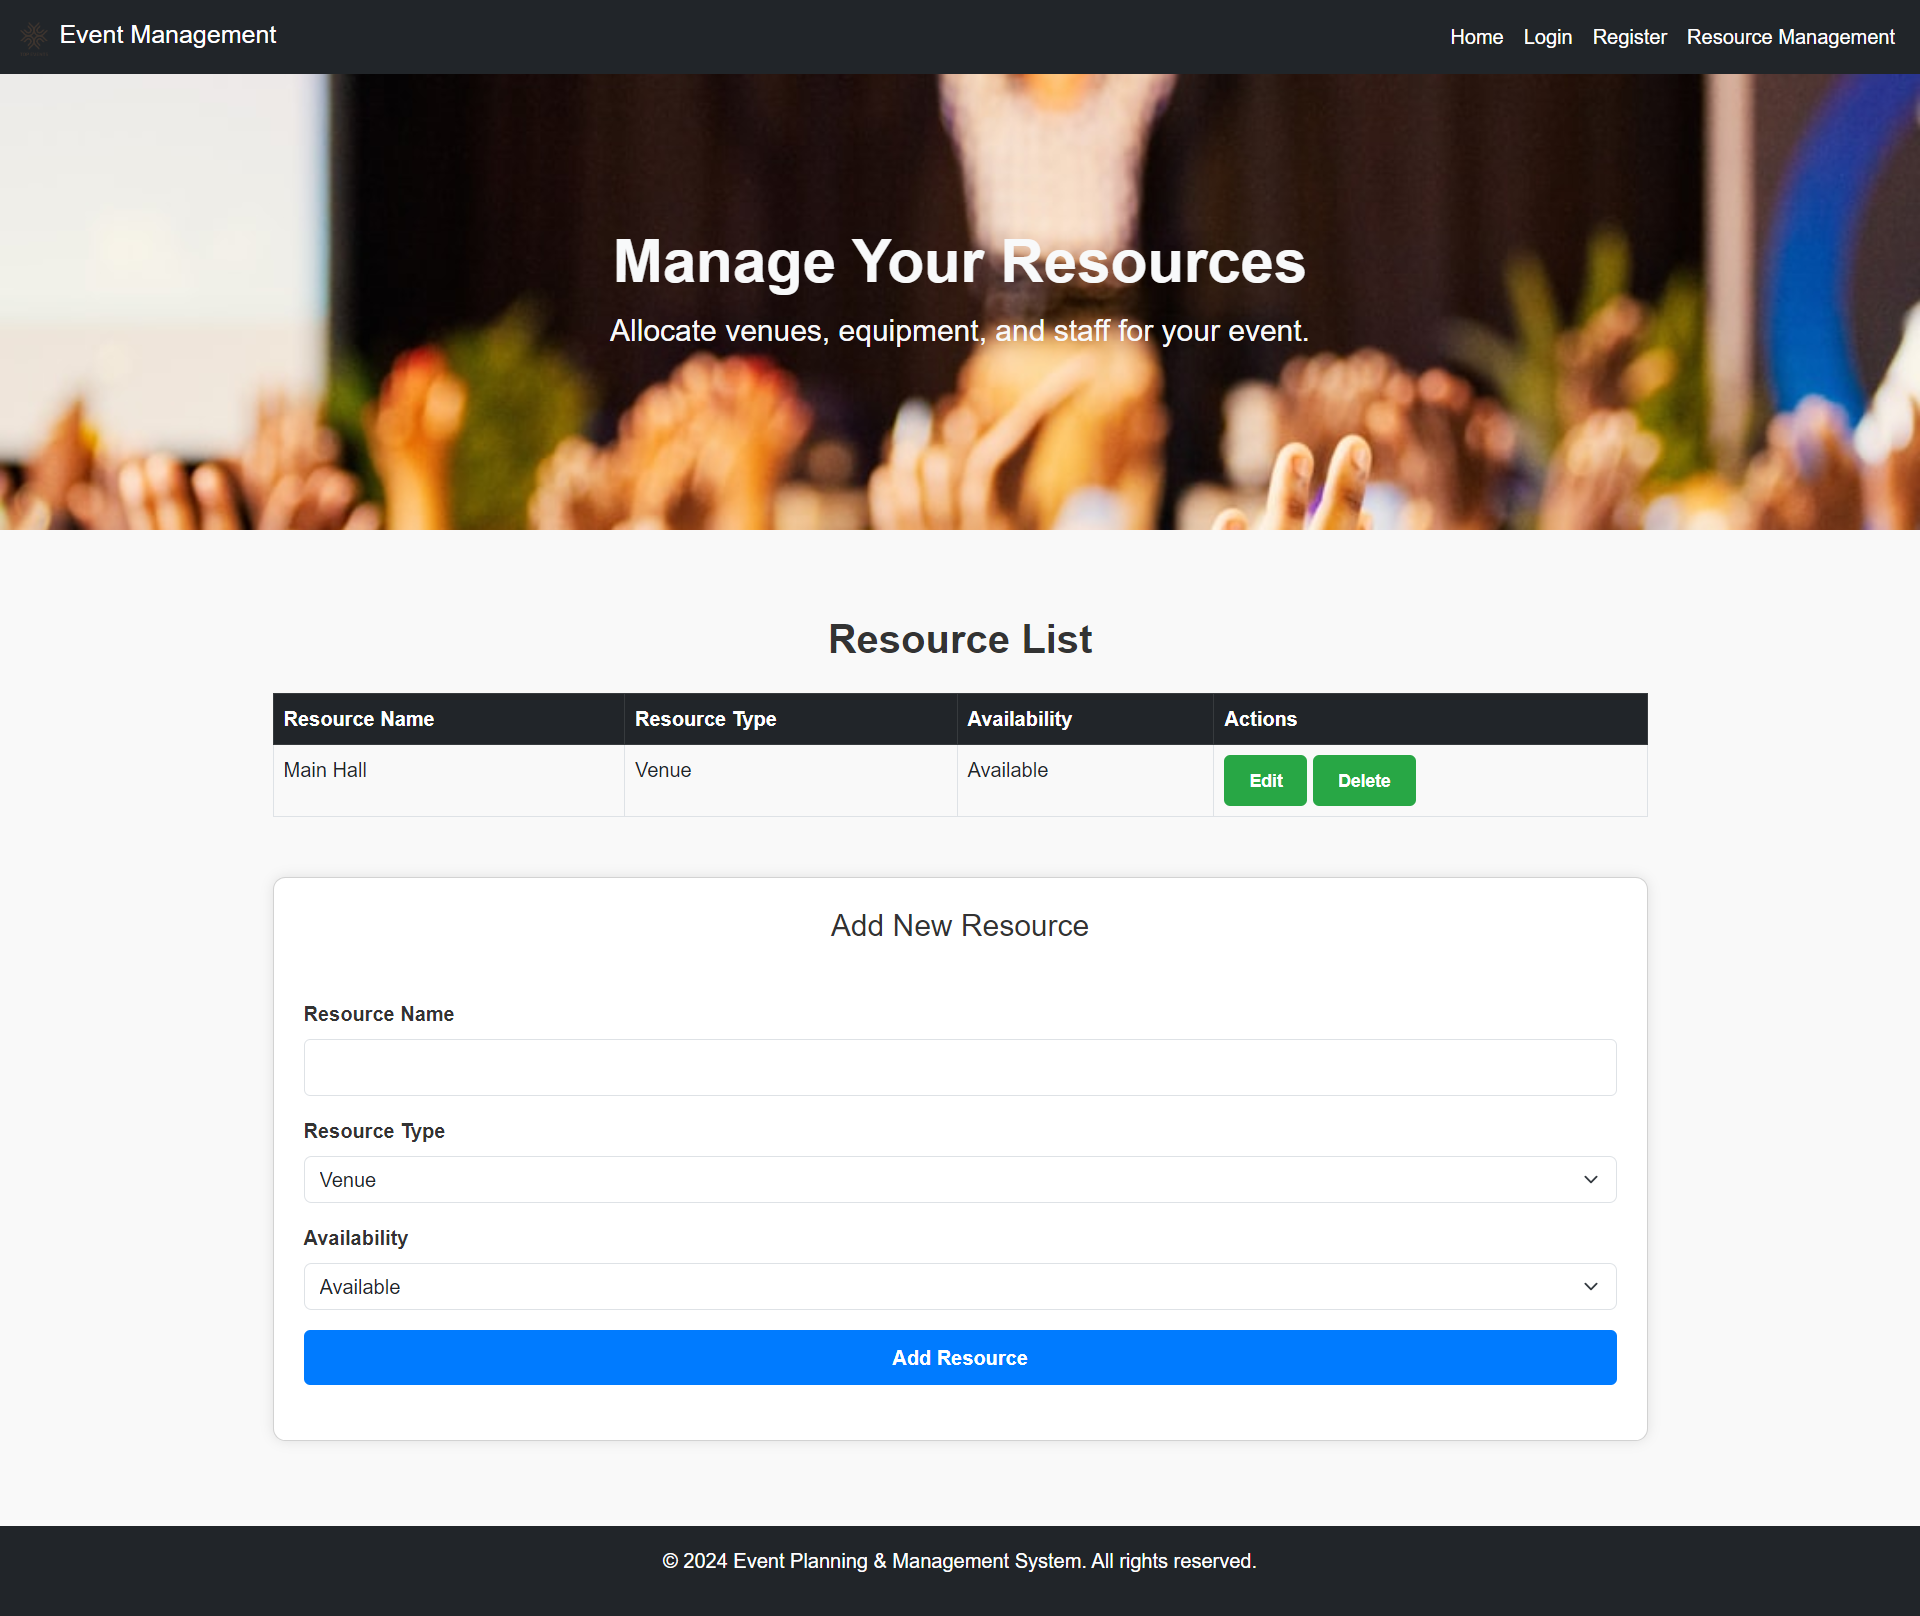 Event Management
Home Login Register Resource Management
Manage Your Resources
Allocate venues, equipment, and staff for your event.
Resource List
Resource Name Resource Type Availability Actions
Main Hall Venue Available Edit Delete
Add New Resource
Resource Name
Resource Type
Venue
Availability
Available
Add Resource
© 2024 Event Planning & Management System. All rights reserved.